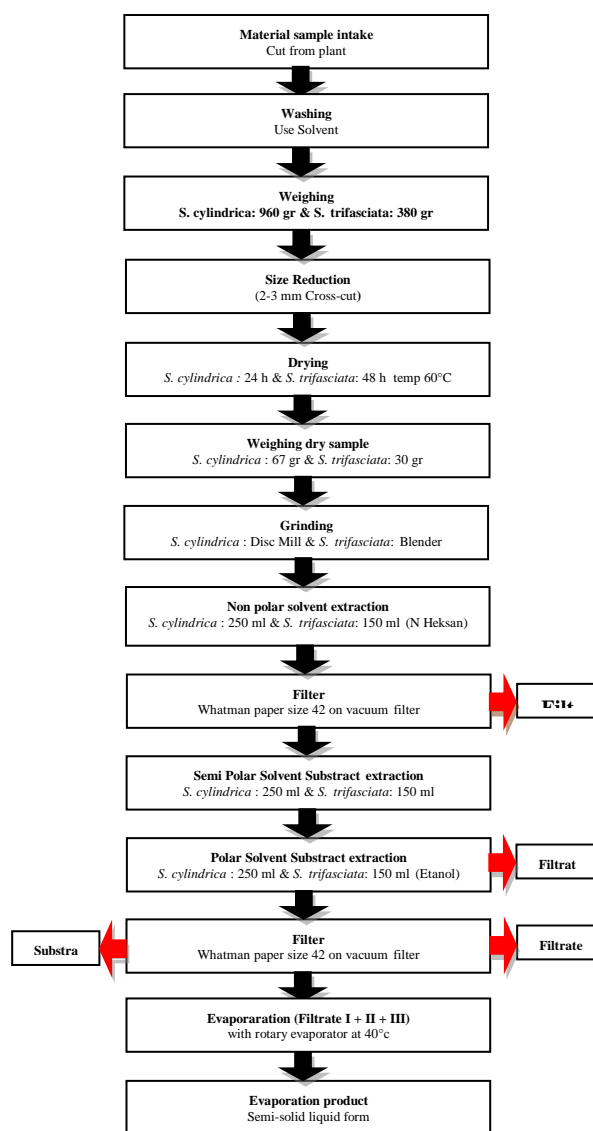 Material sample intake
Cut from plant
Washing
Use Solvent
Weighing
S. cylindrica: 960 gr & S. trifasciata: 380 gr
Size Reduction
(2-3 mm Cross-cut)
Drying
S. cylindrica : 24 h & S. trifasciata: 48 h temp 60°C
Weighing dry sample
S. cylindrica : 67 gr & S. trifasciata: 30 gr
Grinding
S. cylindrica : Disc Mill & S. trifasciata: Blender
Non polar solvent extraction
S. cylindrica : 250 ml & S. trifasciata: 150 ml (N Heksan)
Filter
Whatman paper size 42 on vacuum filter
Semi Polar Solvent Substract extraction
S. cylindrica : 250 ml & S. trifasciata: 150 ml
Polar Solvent Substract extraction
S. cylindrica : 250 ml & S. trifasciata: 150 ml (Etanol)
Filtrat
Substra
Filter
Whatman paper size 42 on vacuum filter
Filtrate
Evaporaration (Filtrate I + II + III)
with rotary evaporator at 40°c
Evaporation product
Semi-solid liquid form